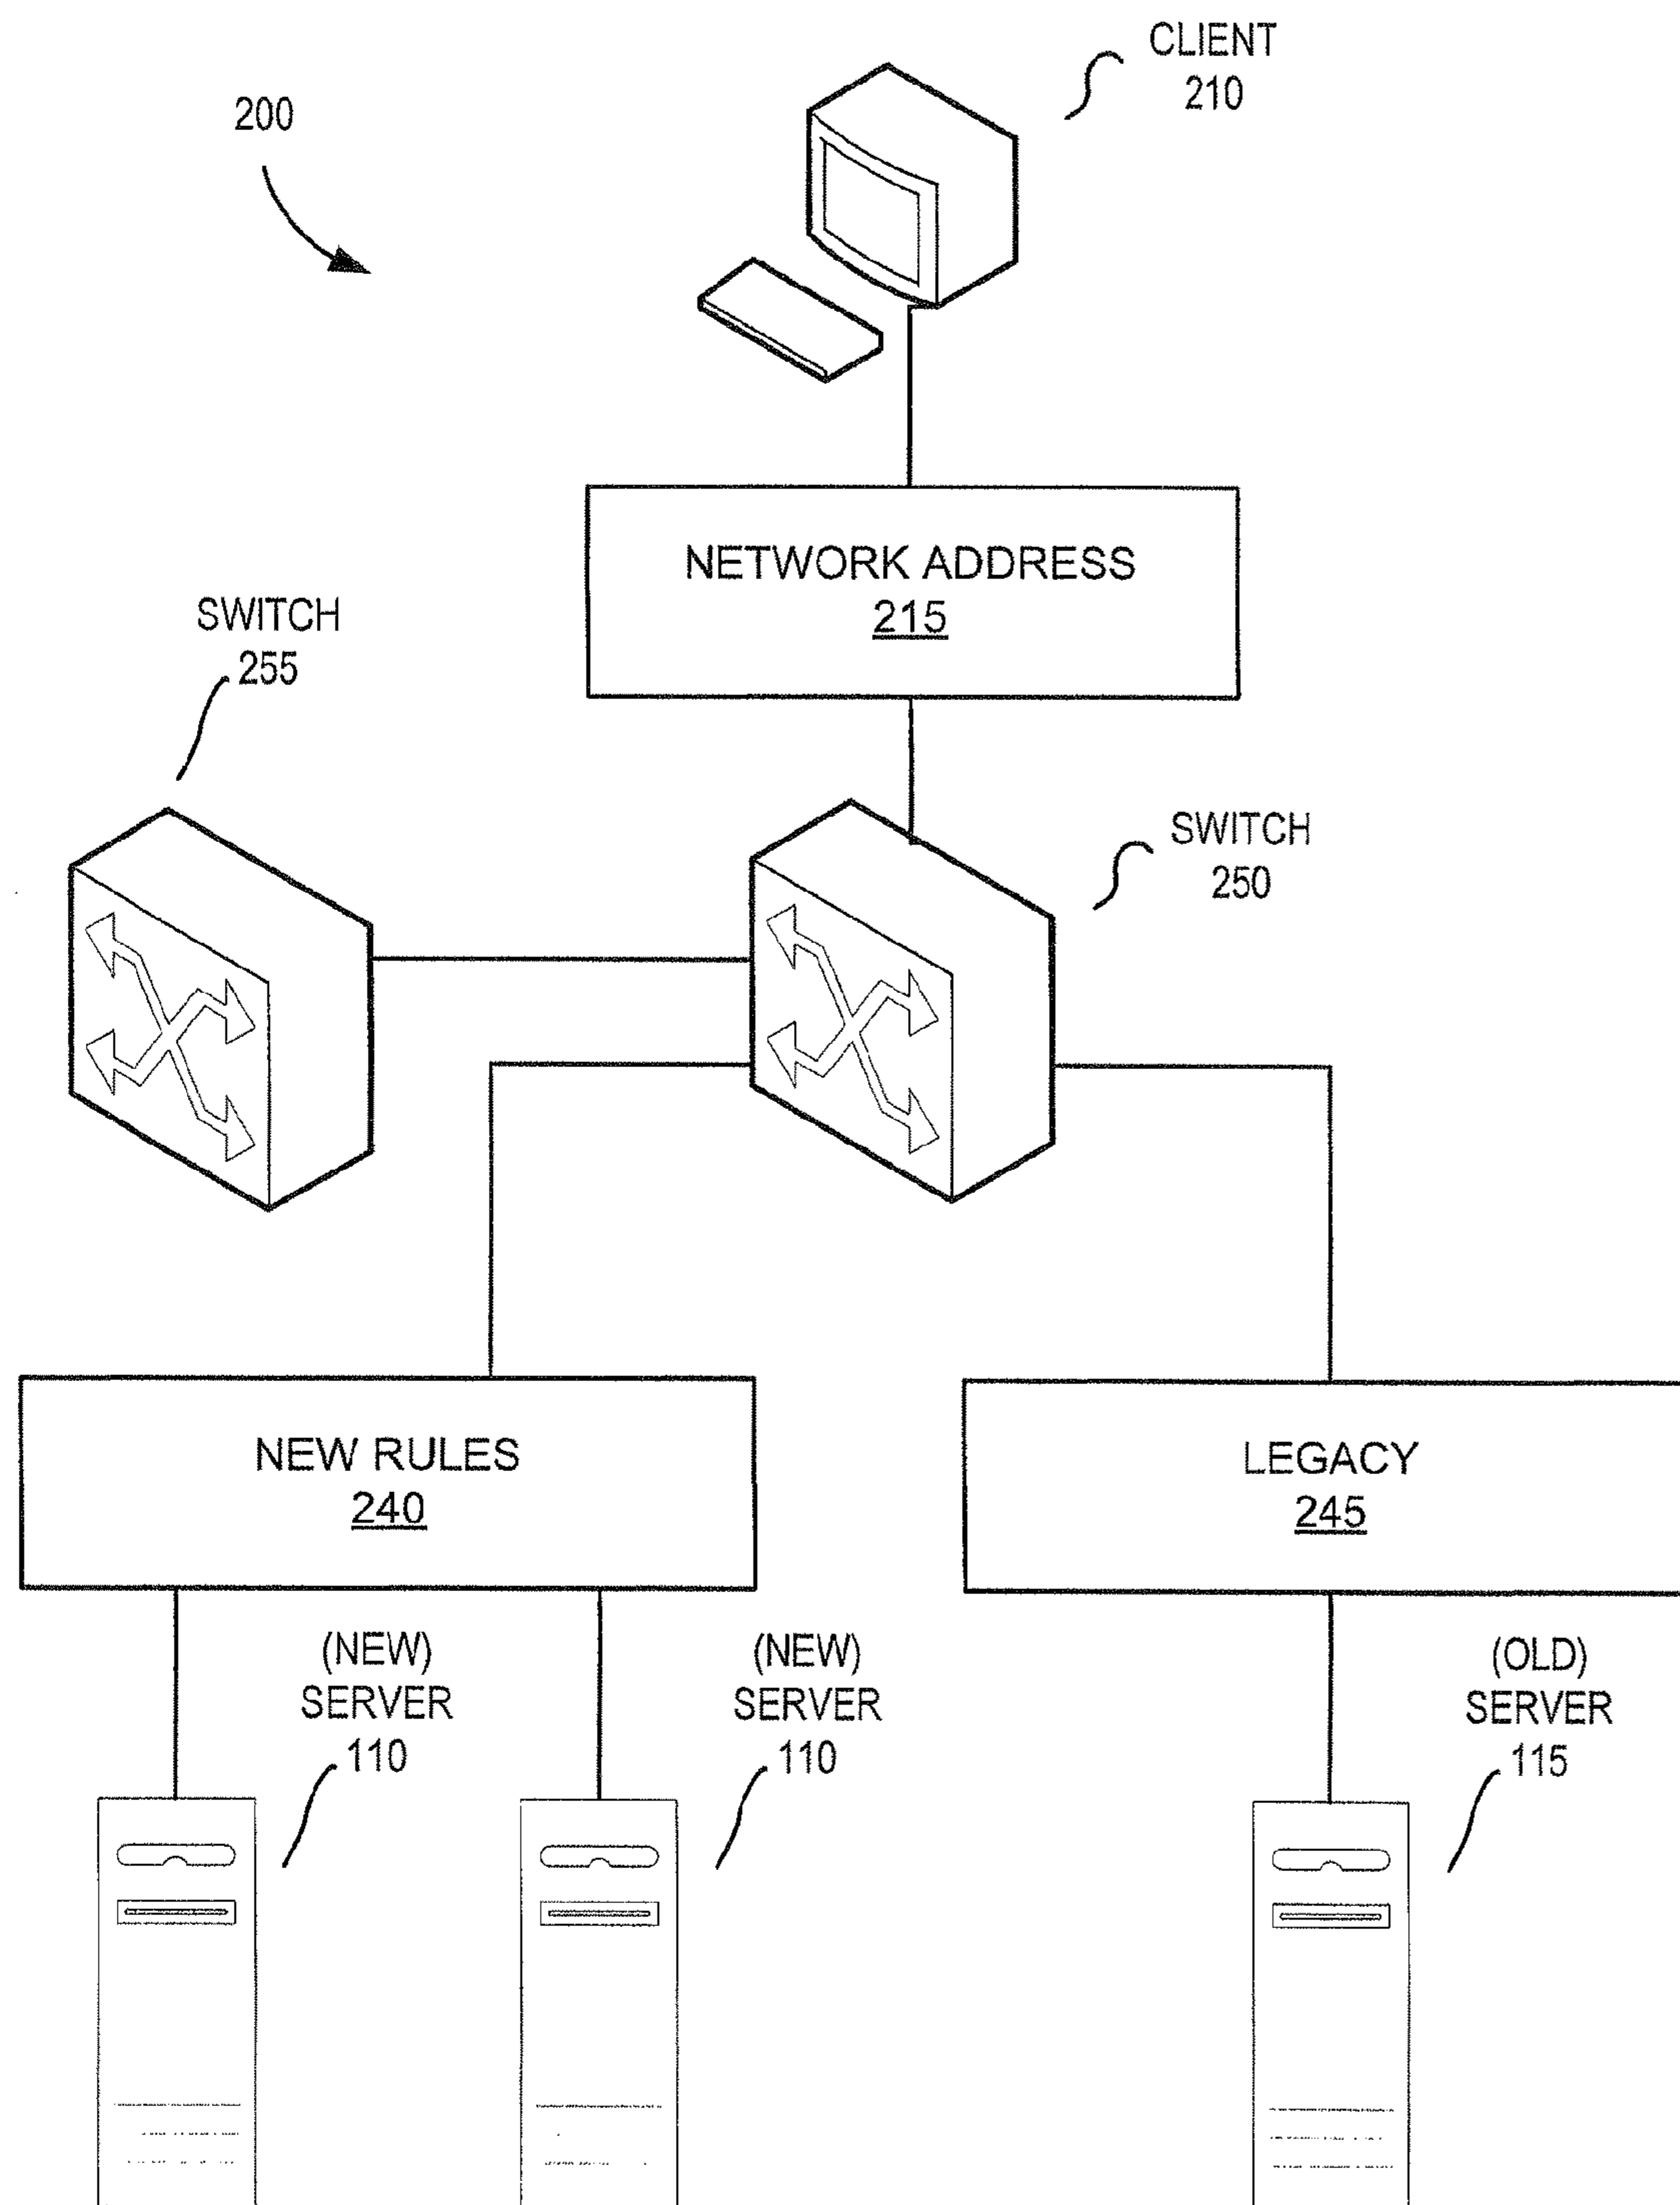 CLIENT
210
200
NETWORK ADDRESS
215
SWITCH
255
SWITCH
250
NEW RULES
240
LEGACY
245
(NEW)
SERVER
110
(NEW)
SERVER
110
(OLD)
SERVER
115